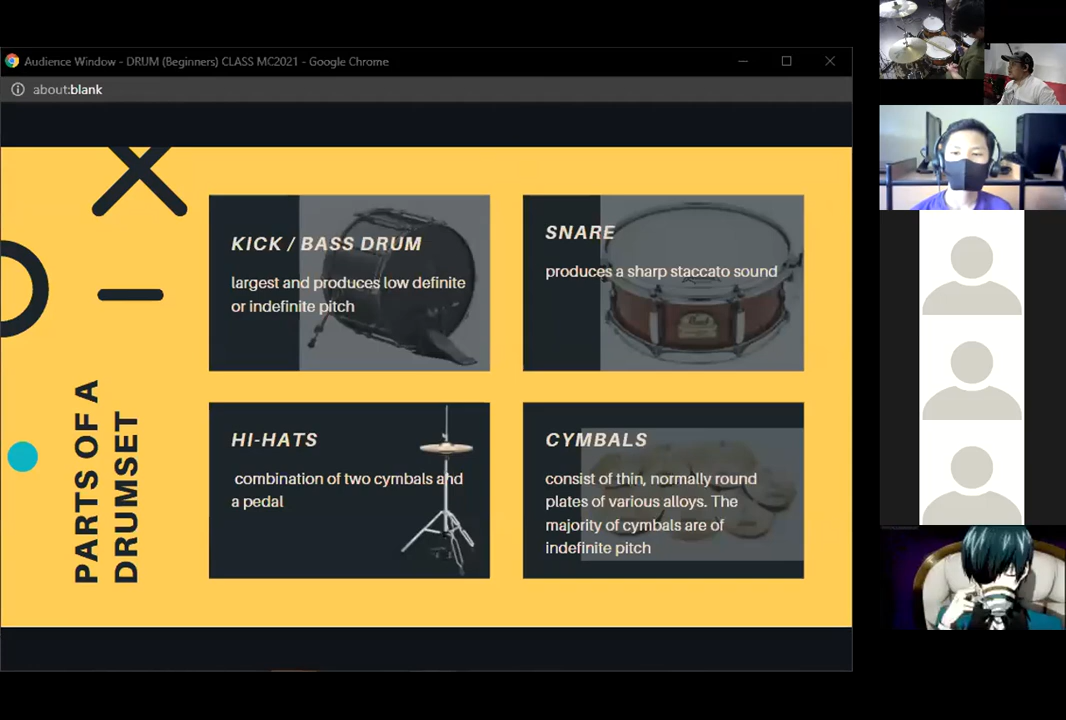 Audience Window - DRUM (Beginners) CLASS MC2021 - Google Chrome
about:blank
PARTS OF A
DRUMSET
KICK / BASS DRUM
largest and produces low definite
or indefinite pitch
SNARE
produces a sharp staccato sound
HI-HATS
combination of two cymbals and
a pedal
CYMBALS
consist of thin, normally round
plates of various alloys. The
majority of cymbals are of
indefinite pitch